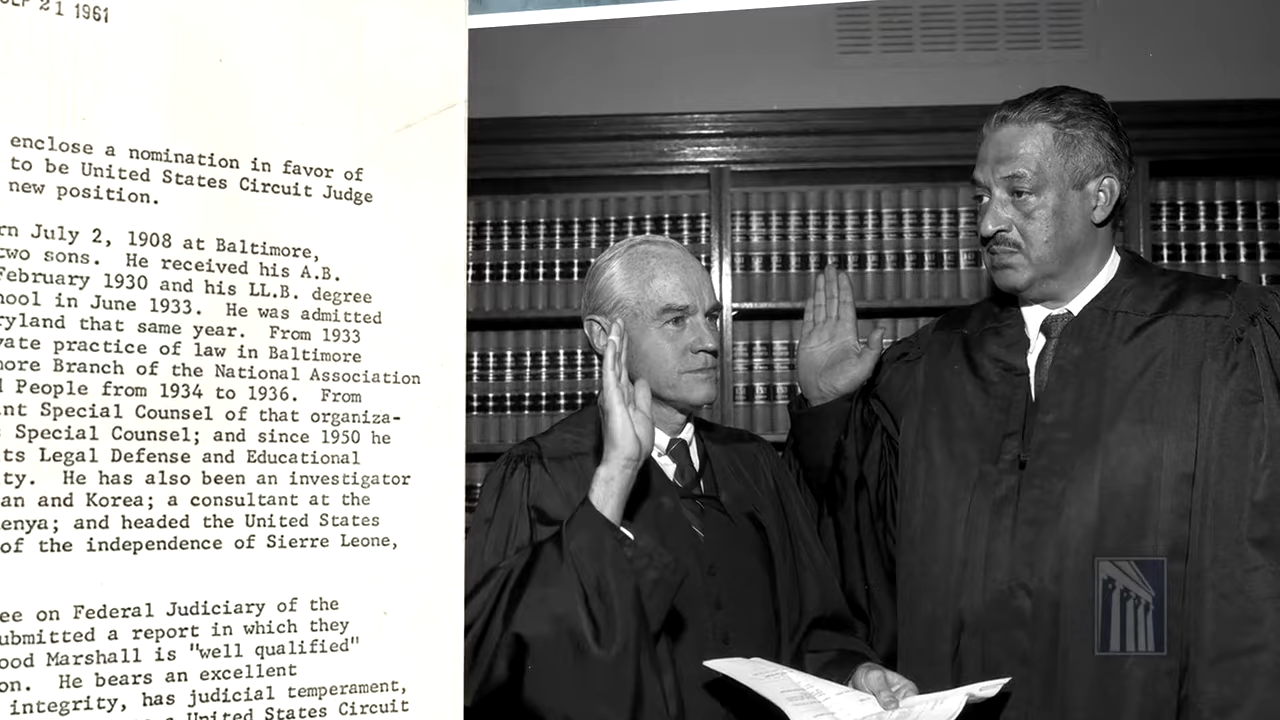 21 1961
enclose a nomination in favor of
to be United States Circuit Judge
new position.
rn July 2, 1908 at Baltimore,
two sons. He received his A.B.
February 1930 and his LL.B. degree
hool in June 1933. He was admitted
ryland that same year. From 1933
vate practice of law in Baltimore
more Branch of the National Association
d People from 1934 to 1936. From
nt Special Counsel of that organiza-
s Special Counsel; and since 1950 he
ts Legal Defense and Educational
ty. He has also been an investigator
an and Korea; a consultant at the
enya; and headed the United States
of the independence of Sierre Leone,
ee on Federal Judiciary of the
ubmitted a report in which they
ood Marshall is "well qualified"
on. He bears an excellent
integrity, has judicial temperament,
a United States Circuit